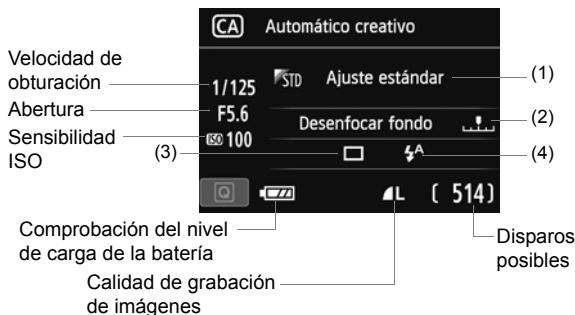 CA Automático creativo
Velocidad de
obturación
1/125
STD Ajuste estándar
(1)
Abertura
F5.6
Desenfocar fondo
(2)
Sensibilidad
ISO
ISO 100
(3)
A
(4)
Q
L
( 514)
Comprobación del nivel
de carga de la batería
Disparos
posibles
Calidad de grabación
de imágenes